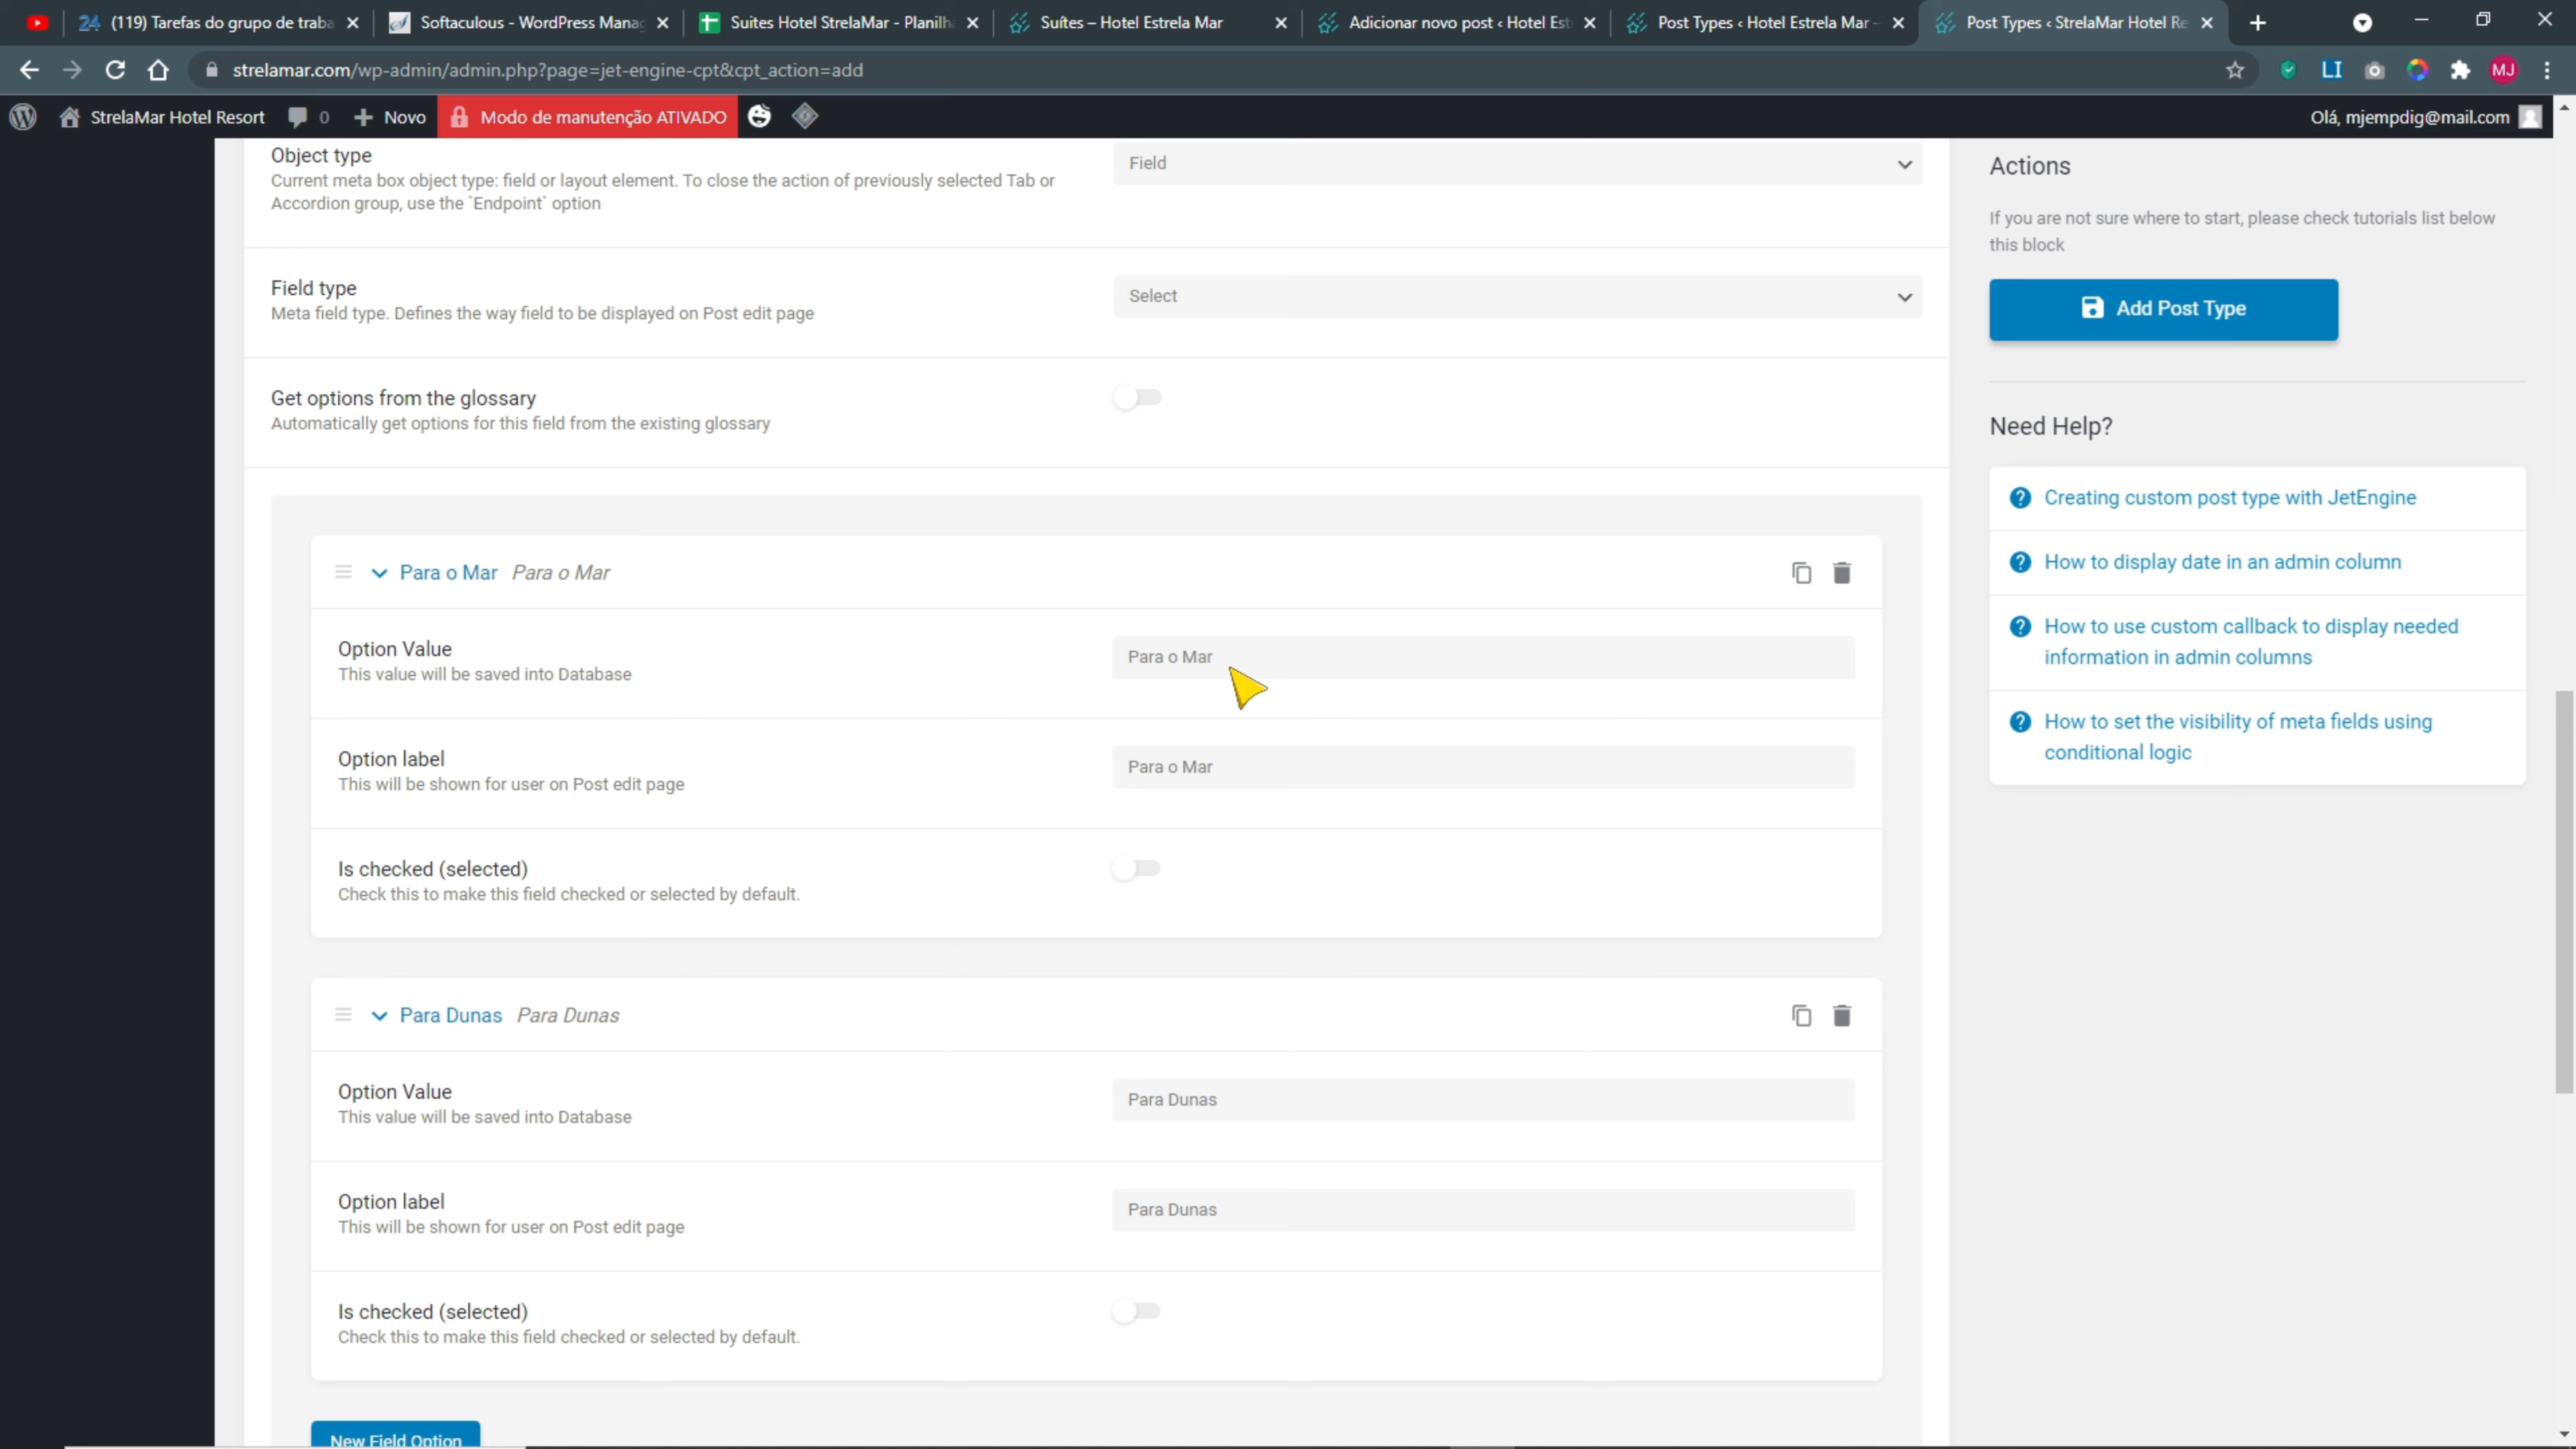 (119) Tarefas do grupo de traba
Softaculous - WordPress Mana
Suites Hotel StrelaMar - Planilh
Suítes – Hotel Estrela Mar
Adicionar novo post ‹ Hotel Est
Post Types ‹ Hotel Estrela Mar –
Post Types ‹ StrelaMar Hotel Re
strelamar.com/wp-admin/admin.php?page=jet-engine-cpt&cpt_action=add
LI
MJ
StrelaMar Hotel Resort
0
Novo
Modo de manutenção ATIVADO
Olá, mjempdig@mail.com
Object type
Current meta box object type: field or layout element. To close the action of previously selected Tab or
Accordion group, use the `Endpoint` option
Field
Field type
Meta field type. Defines the way field to be displayed on Post edit page
Select
Get options from the glossary
Automatically get options for this field from the existing glossary
Para o Mar Para o Mar
Option Value
This value will be saved into Database
Para o Mar
Option label
This will be shown for user on Post edit page
Para o Mar
Is checked (selected)
Check this to make this field checked or selected by default.
Para Dunas Para Dunas
Option Value
This value will be saved into Database
Para Dunas
Option label
This will be shown for user on Post edit page
Para Dunas
Is checked (selected)
Check this to make this field checked or selected by default.
New Field Option
Actions
If you are not sure where to start, please check tutorials list below
this block
Add Post Type
Need Help?
Creating custom post type with JetEngine
How to display date in an admin column
How to use custom callback to display needed
information in admin columns
How to set the visibility of meta fields using
conditional logic